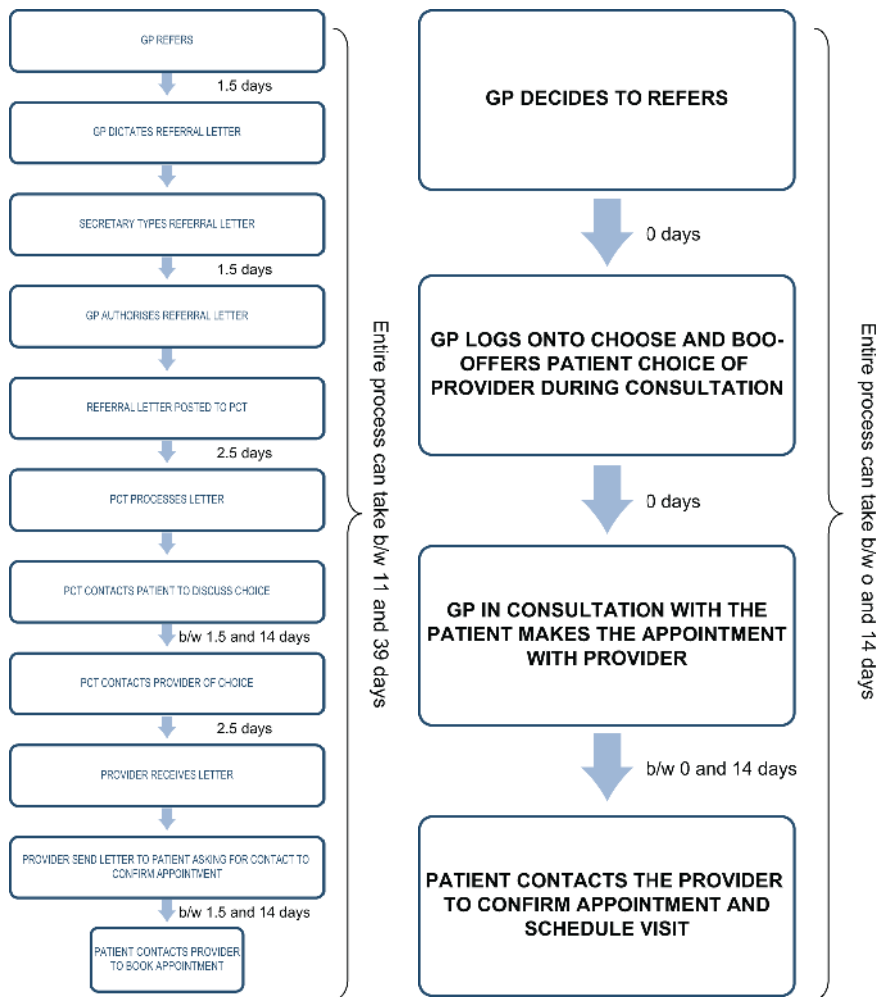 GP REFERS
1.5 days
GP DICTATES REFERRAL LETTER
SECRETARY TYPES REFERRAL LETTER
1.5 days
GP AUTHORISES REFERRAL LETTER
REFERRAL LETTER POSTED TO PCT
2.5 days
PCT PROCESSES LETTER
PCT CONTACTS PATIENT TO DISCUSS CHOICE
b/w 1.5 and 14 days
PCT CONTACTS PROVIDER OF CHOICE
2.5 days
PROVIDER RECEIVES LETTER
PROVIDER SEND LETTER TO PATIENT ASKING FOR CONTACT TO
CONFIRM APPOINTMENT
b/w 1.5 and 14 days
PATIENT CONTACTS PROVIDER
TO BOOK APPOINTMENT
Entire process can take b/w 11 and 39 days
GP DECIDES TO REFERS
0 days
GP LOGS ONTO CHOOSE AND BOO-
OFFERS PATIENT CHOICE OF
PROVIDER DURING CONSULTATION
0 days
GP IN CONSULTATION WITH THE
PATIENT MAKES THE APPOINTMENT
WITH PROVIDER
b/w 0 and 14 days
PATIENT CONTACTS THE PROVIDER
TO CONFIRM APPOINTMENT AND
SCHEDULE VISIT
Entire process can take b/w o and 14 days